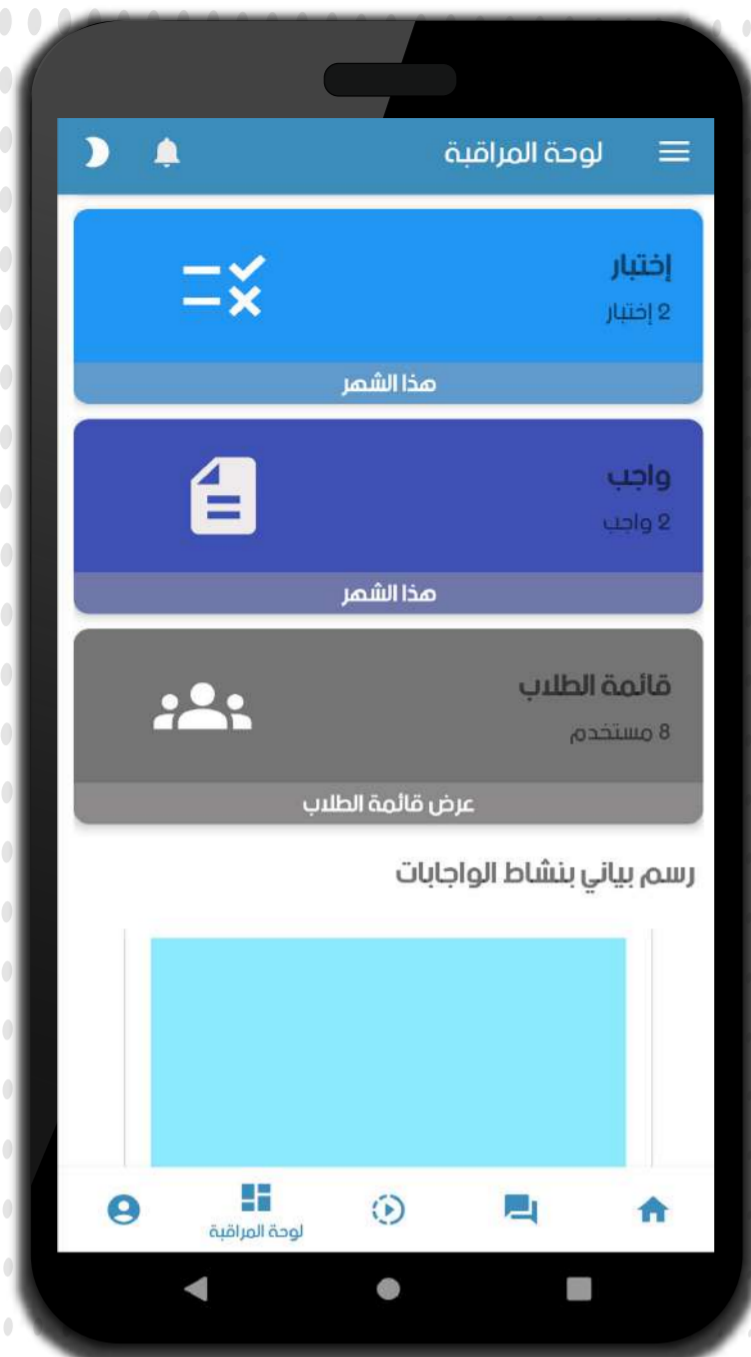 لوحة المراقبة
إختبار
2 إختبار
هذا الشهر
واجب
2 واجب
هذا الشهر
قائمة الطلاب
8 مستخدم
عرض قائمة الطلاب
رسم بياني بنشاط الواجابات
لوحة المراقبة